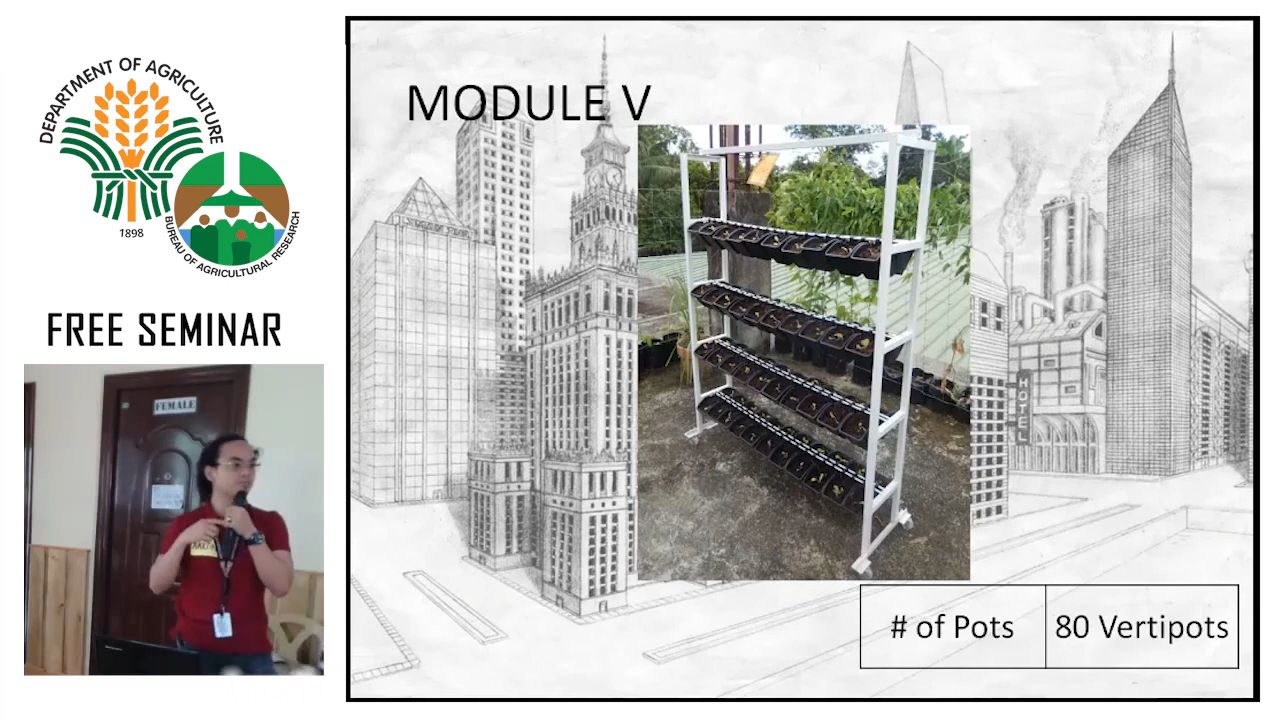 DEPARTMENT OF AGRICULTURE
1898
BUREAU OF AGRICULTURAL RESEARCH
FREE SEMINAR
FEMALE
MODULE V
HOTEL
# of Pots
80 Vertipots